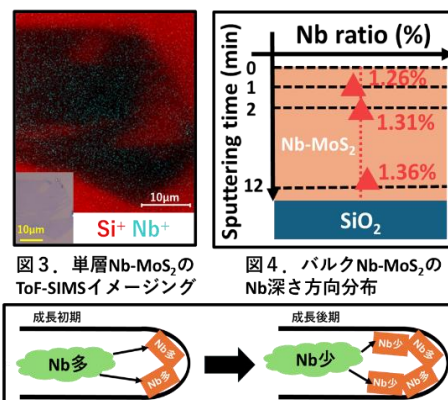 10μm
10μm
Si⁺ Nb⁺
図3. 単層Nb-MoS₂の
ToF-SIMSイメージング
Nb ratio (%)
Sputtering time (min)
0
1
2
12
1.26%
1.31%
1.36%
Nb-MoS₂
SiO₂
図4. バルクNb-MoS₂の
Nb深さ方向分布
成長初期
Nb多
Nb多
Nb多
成長後期
Nb少
Nb少
Nb多
Nb少
Nb多